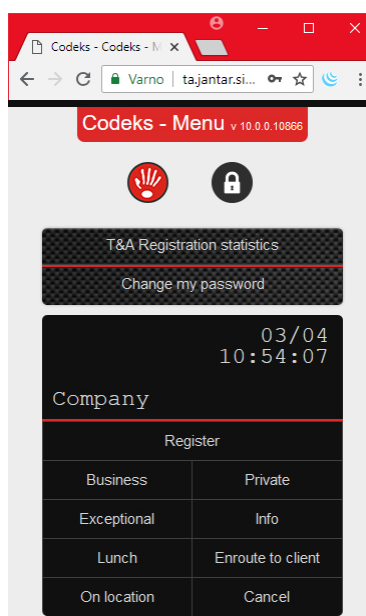 Codeks - Codeks - M
Varno ta.jantar.si...
Codeks - Menu v 10.0.0.10866
T&A Registration statistics
Change my password
03/04
10:54:07
Company
Register
Business Private
Exceptional Info
Lunch Enroute to client
On location Cancel